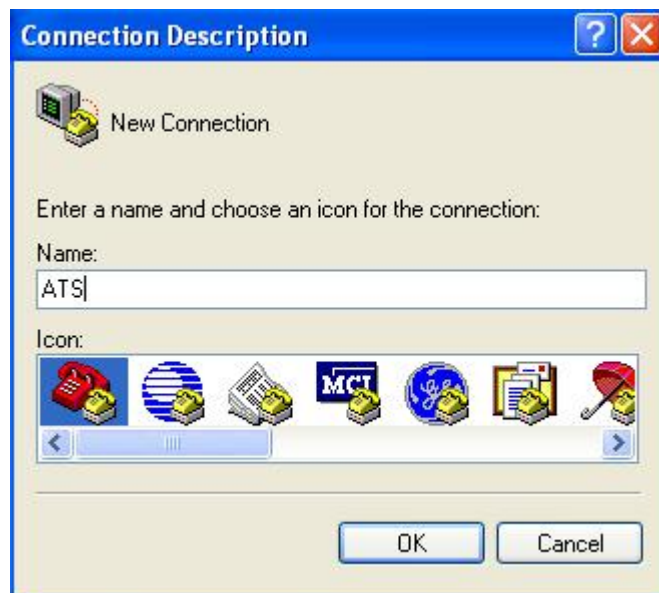 Connection Description
New Connection
Enter a name and choose an icon for the connection:
Name:
ATS
Icon:
MCI
OK Cancel